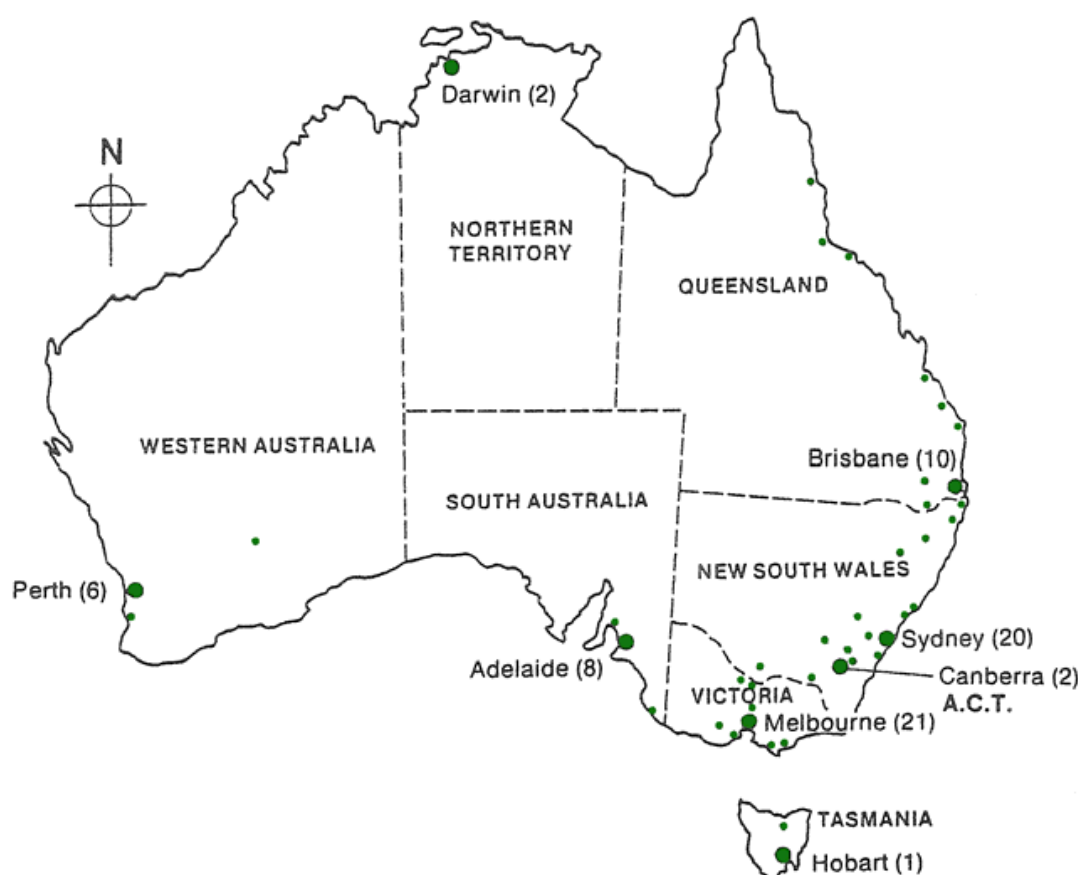 Darwin (2)
N
NORTHERN
TERRITORY
QUEENSLAND
WESTERN AUSTRALIA
Brisbane (10)
SOUTH AUSTRALIA
NEW SOUTH WALES
Perth (6)
Sydney (20)
Adelaide (8)
Canberra (2)
A.C.T.
VICTORIA
Melbourne (21)
TASMANIA
Hobart (1)